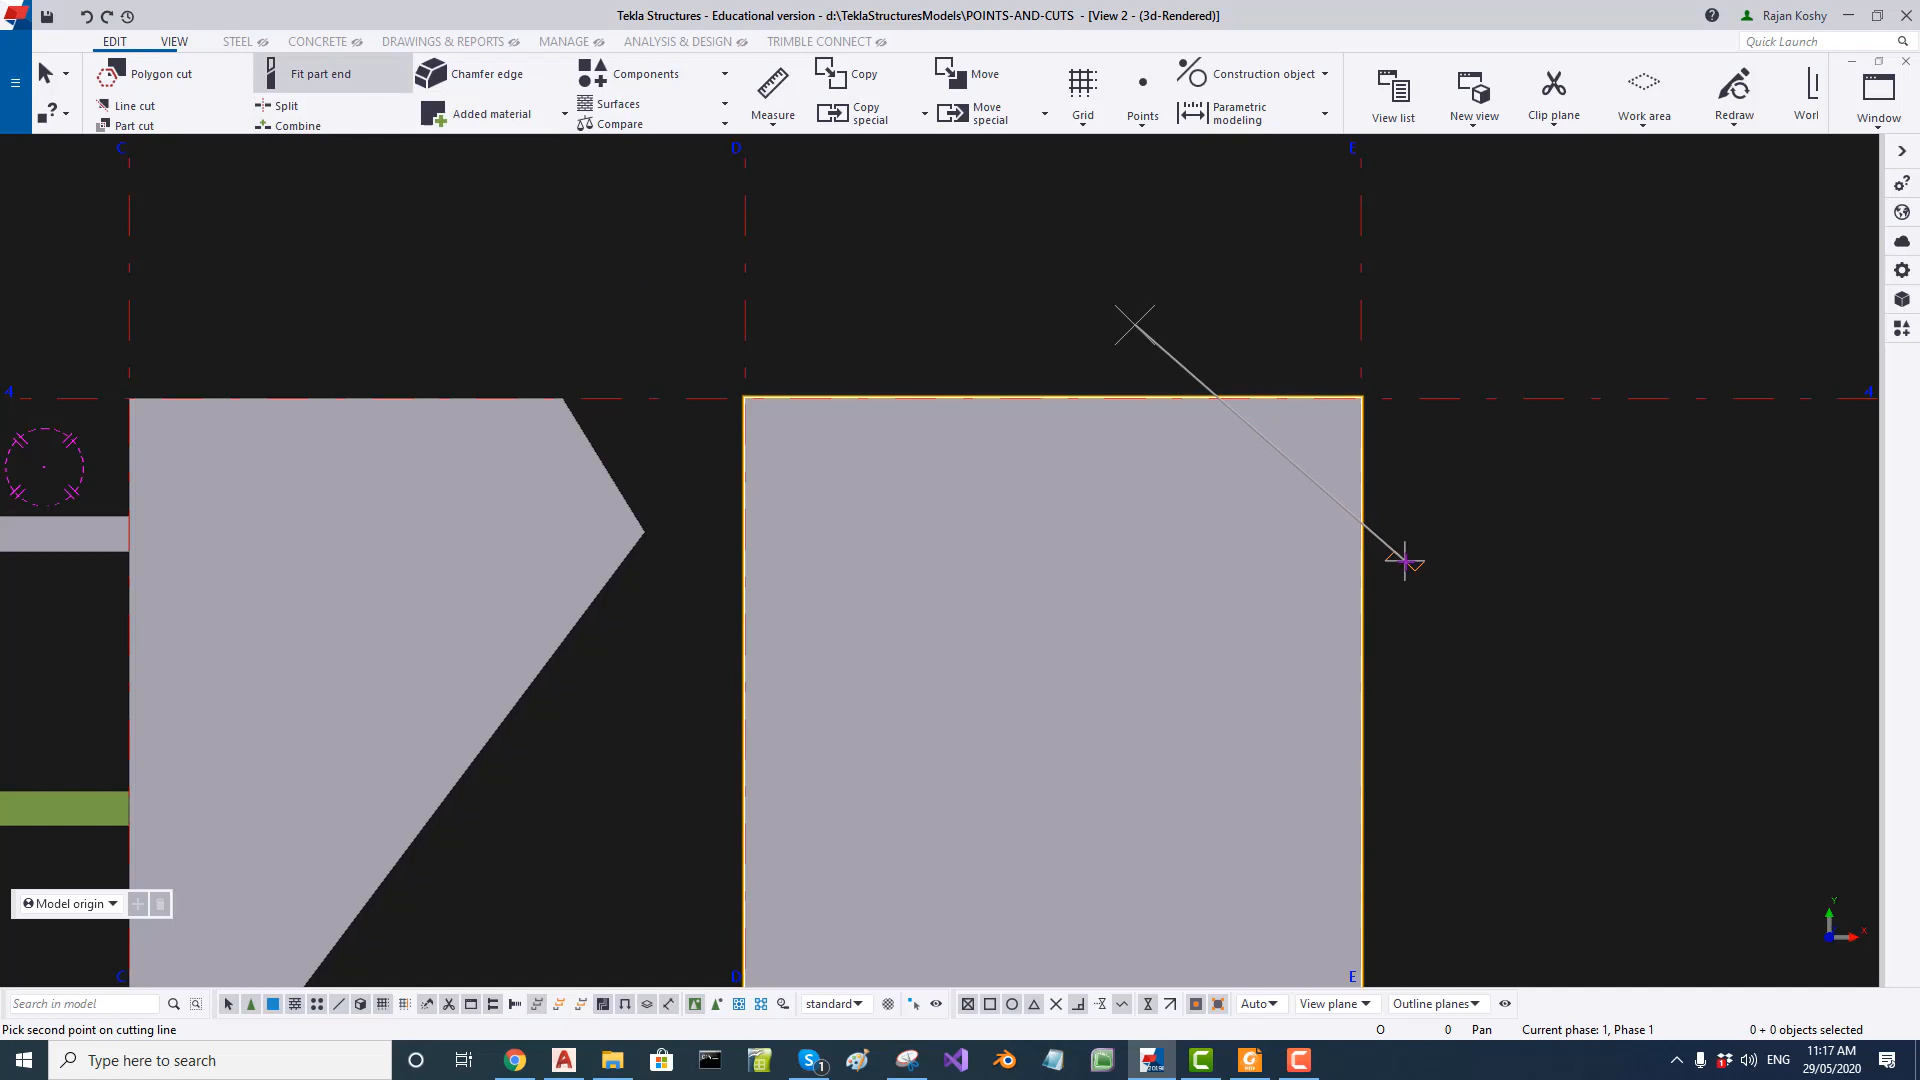 Tekla Structures - Educational version - d:\TeklaStructuresModels\POINTS-AND-CUTS - [View 2 - (3d-Rendered)]
Rajan Koshy
EDIT VIEW STEEL CONCRETE DRAWINGS & REPORTS MANAGE ANALYSIS & DESIGN TRIMBLE CONNECT
Quick Launch
Polygon cut
Line cut
Part cut
Fit part end
Split
Combine
Chamfer edge
Added material
Components
Surfaces
Compare
Measure
Copy
Copy
special
Move
Move
special
Grid
Points
Construction object
Parametric
modeling
View list
New view
Clip plane
Work area
Redraw
Worl
Window
C D E
4 4
C D E
Model origin
Y
X
Search in model
standard
Auto
View plane
Outline planes
Pick second point on cutting line
O 0 Pan Current phase: 1, Phase 1 0 + 0 objects selected
Type here to search
ENG
11:17 AM
29/05/2020